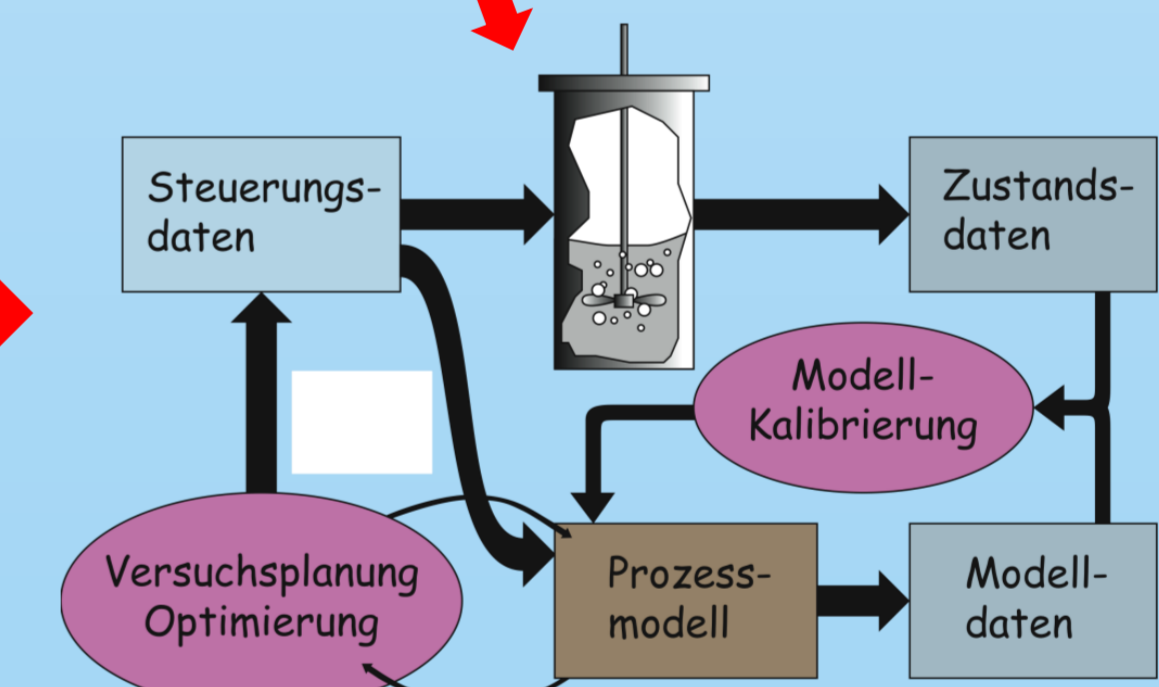 Steuerungs-
daten
Zustands-
daten
Modell-
Kalibrierung
Versuchsplanung
Optimierung
Prozess-
modell
Modell-
daten